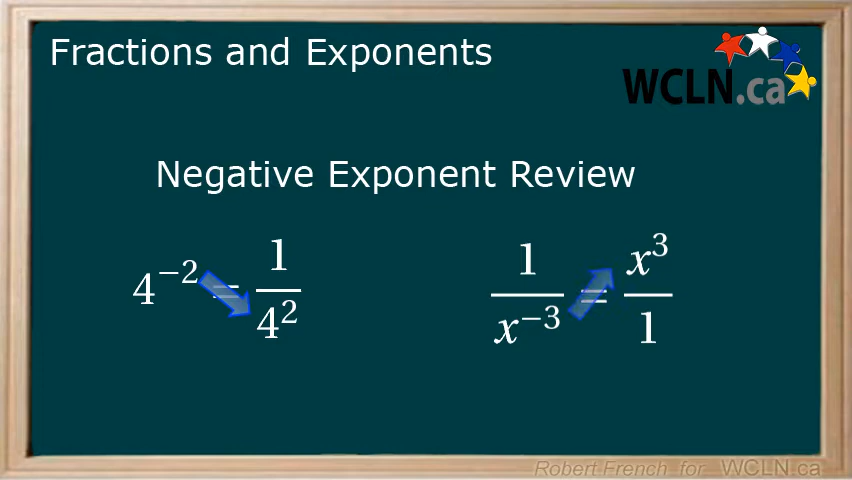 Fractions and Exponents
WCLN.ca
Negative Exponent Review
4⁻² = 1/4²
1/x⁻³ = x³/1
Robert French for WCLN.ca